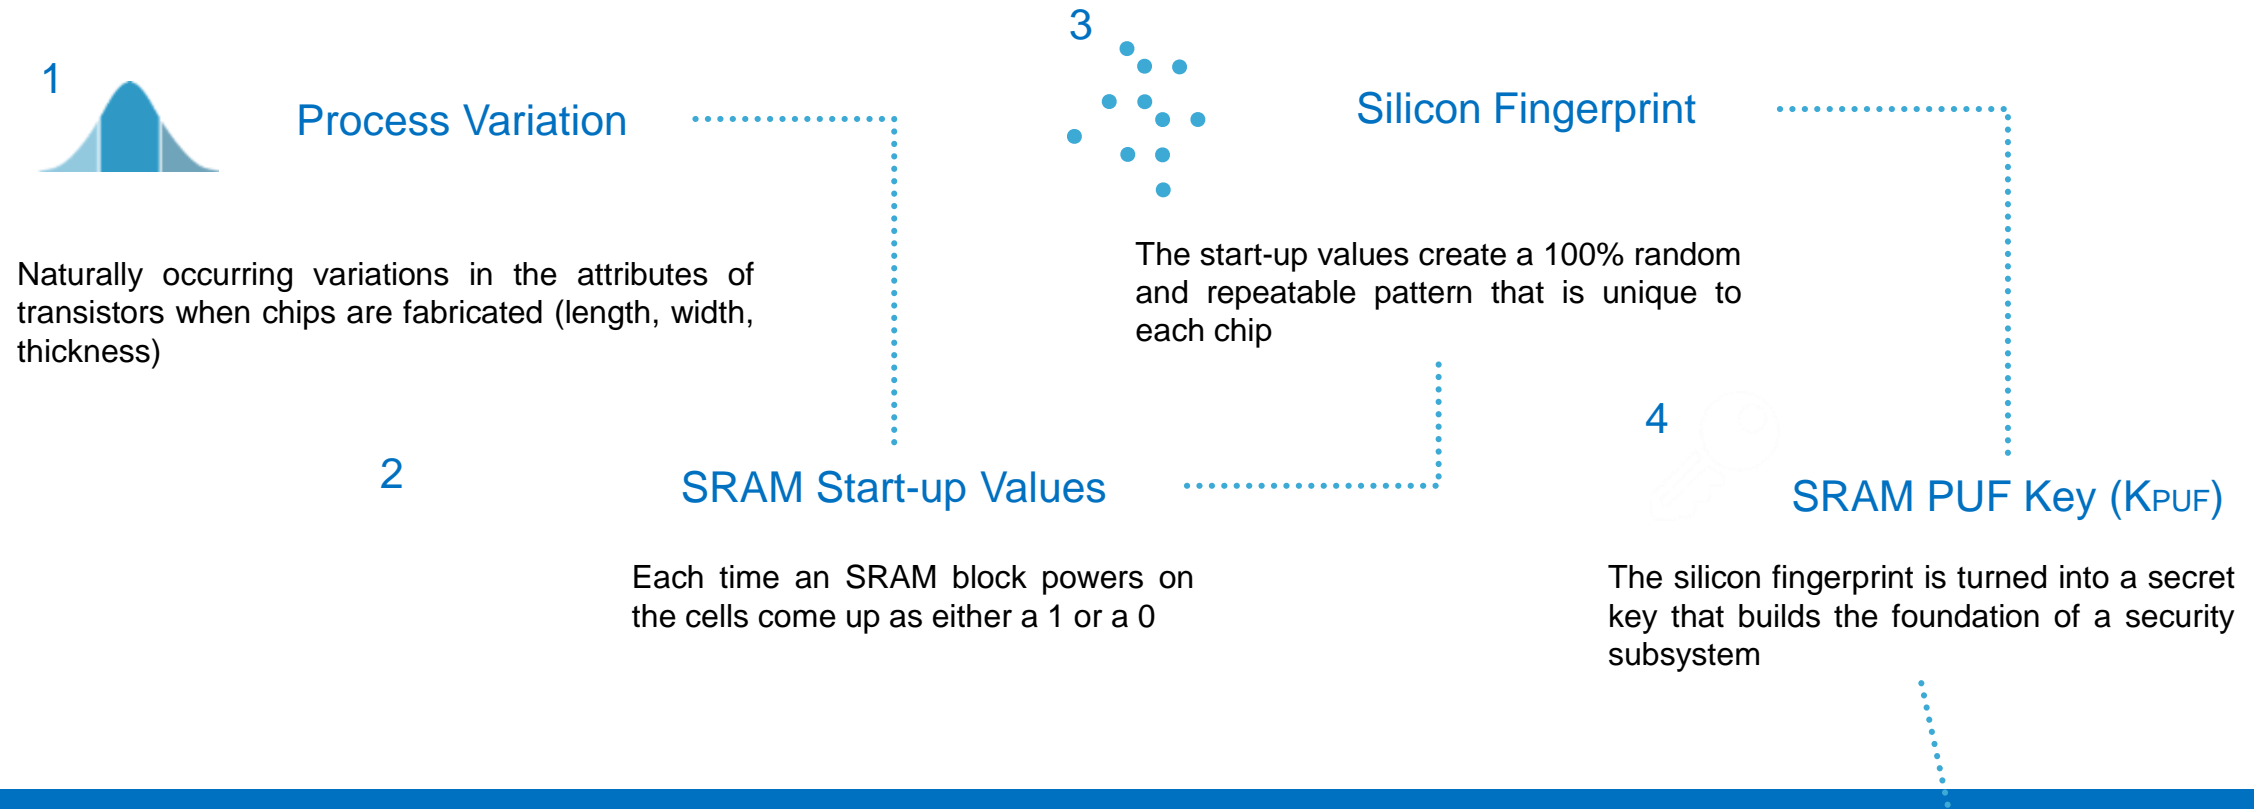 1
Process Variation
Naturally occurring variations in the attributes of
transistors when chips are fabricated (length, width,
thickness)
2
SRAM Start-up Values
Each time an SRAM block powers on
the cells come up as either a 1 or a 0
3
Silicon Fingerprint
The start-up values create a 100% random
and repeatable pattern that is unique to
each chip
4
SRAM PUF Key (KPUF)
The silicon fingerprint is turned into a secret
key that builds the foundation of a security
subsystem